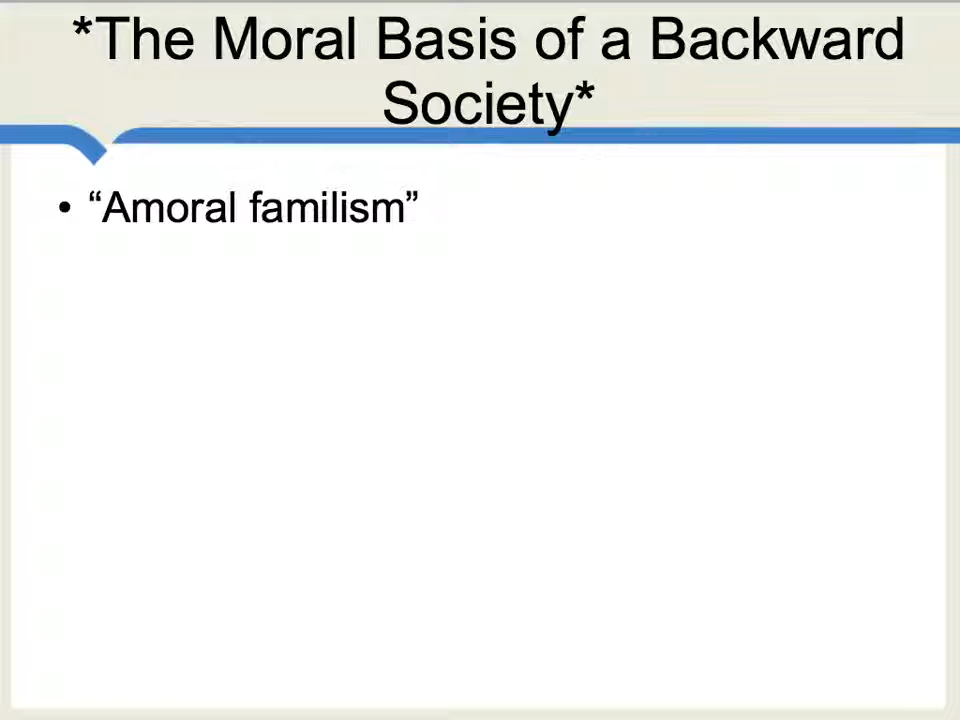 *The Moral Basis of a Backward
Society*
• “Amoral familism”